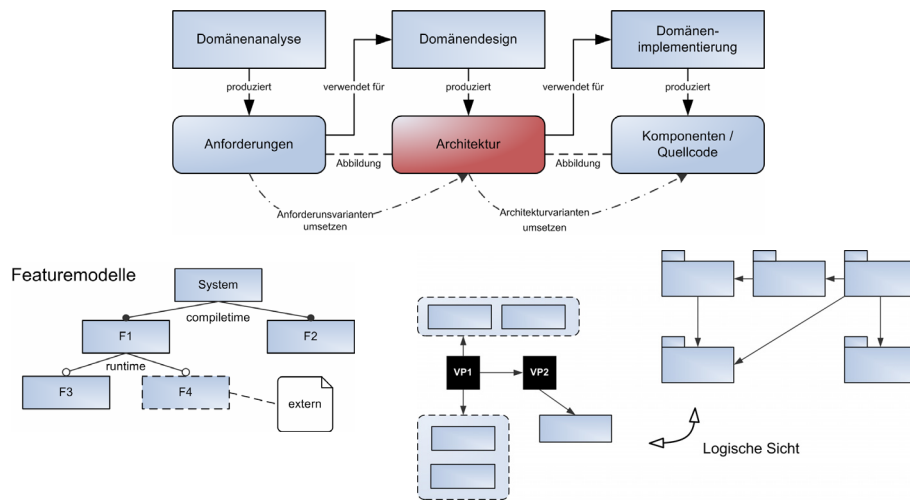 Domänenanalyse
Domänendesign
Domänen-
implementierung
produziert
verwendet für
produziert
verwendet für
produziert
Anforderungen
Abbildung
Architektur
Abbildung
Komponenten /
Quellcode
Anforderunsvarianten
umsetzen
Architekturvarianten
umsetzen
Featuremodelle
System
compiletime
F1
F2
runtime
F3
F4
extern
VP1
VP2
Logische Sicht